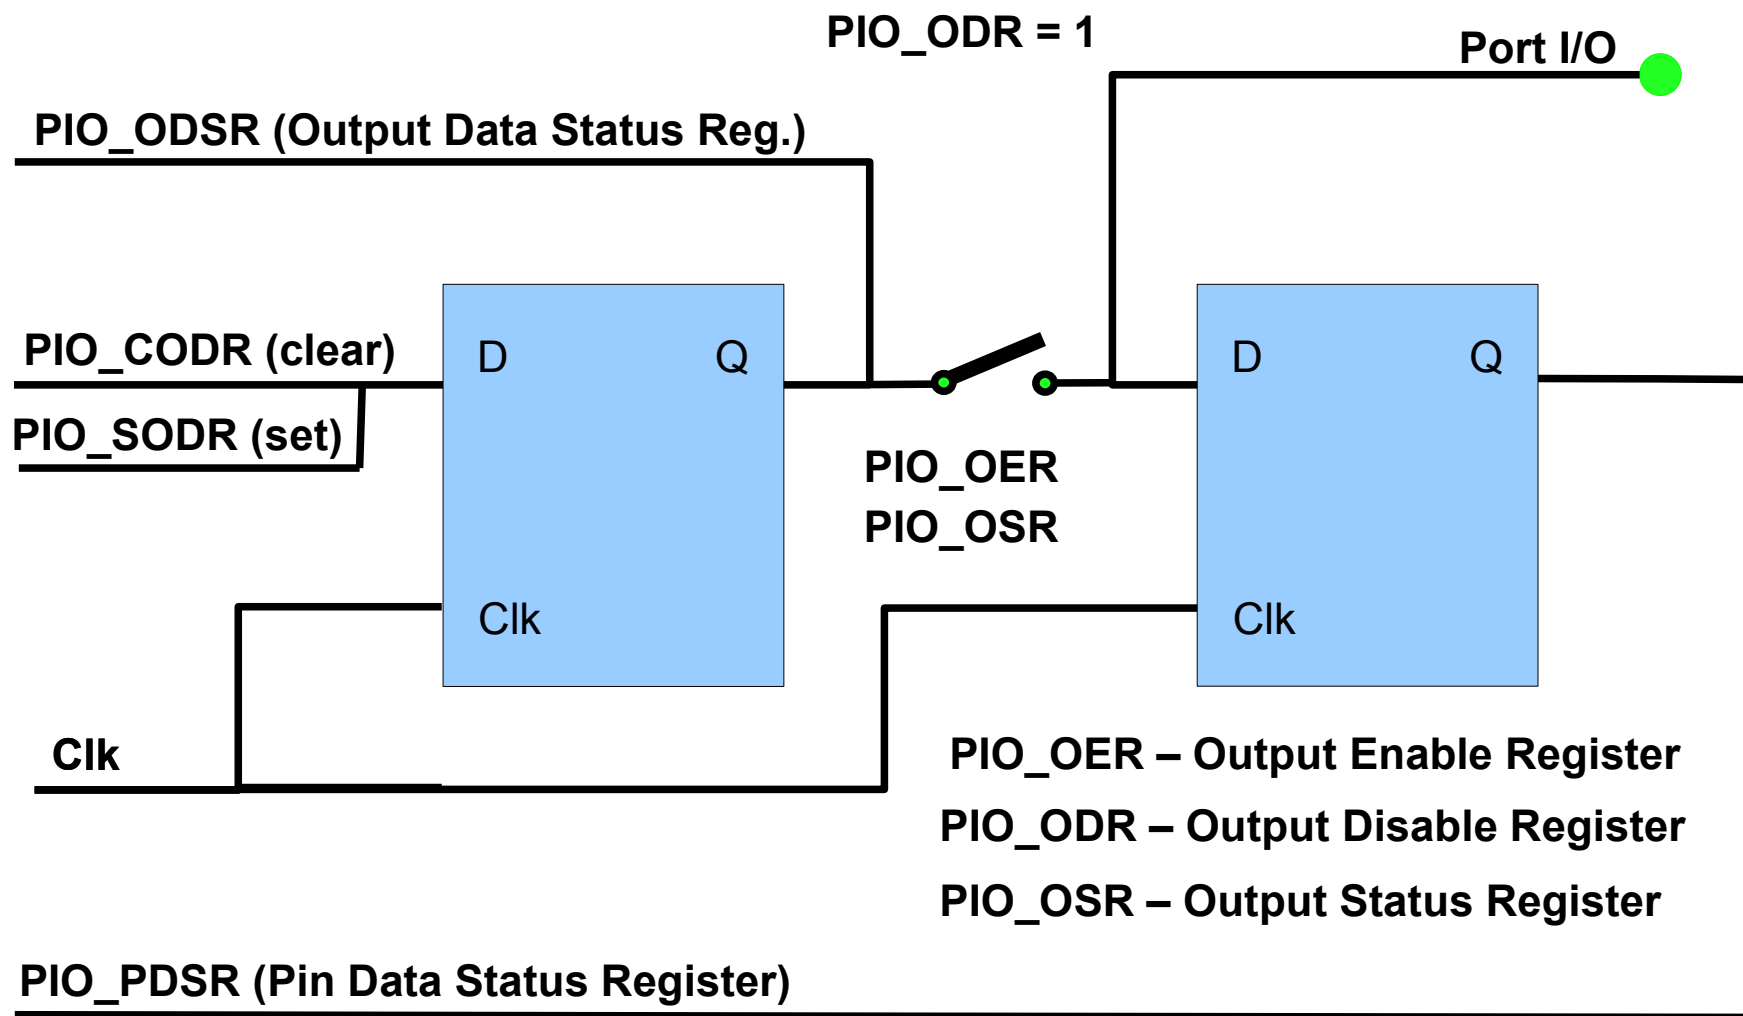 PIO_ODR = 1
Port I/O
PIO_ODSR (Output Data Status Reg.)
PIO_CODR (clear)
D
Q
D
Q
PIO_SODR (set)
PIO_OER
PIO_OSR
Clk
Clk
Clk
PIO_OER – Output Enable Register
PIO_ODR – Output Disable Register
PIO_OSR – Output Status Register
PIO_PDSR (Pin Data Status Register)